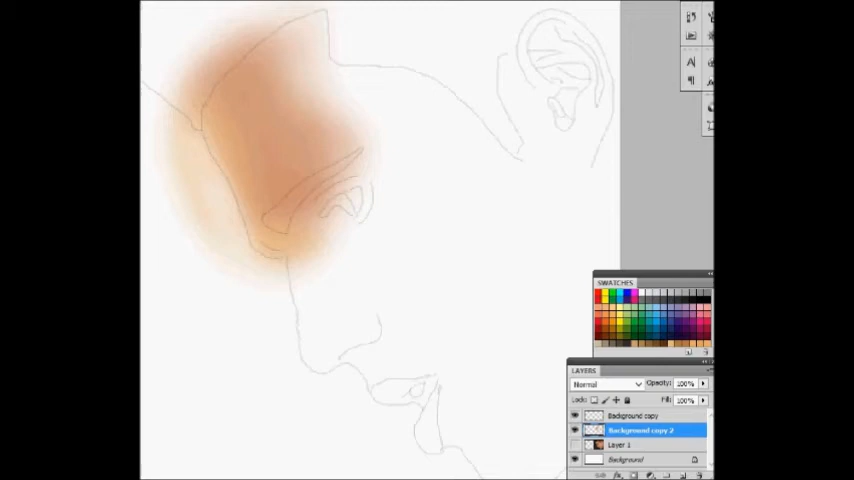 A
SWATCHES
LAYERS
Normal
Opacity: 100%
Lock:
Fill: 100%
Background copy
Background copy 2
Layer 1
Background